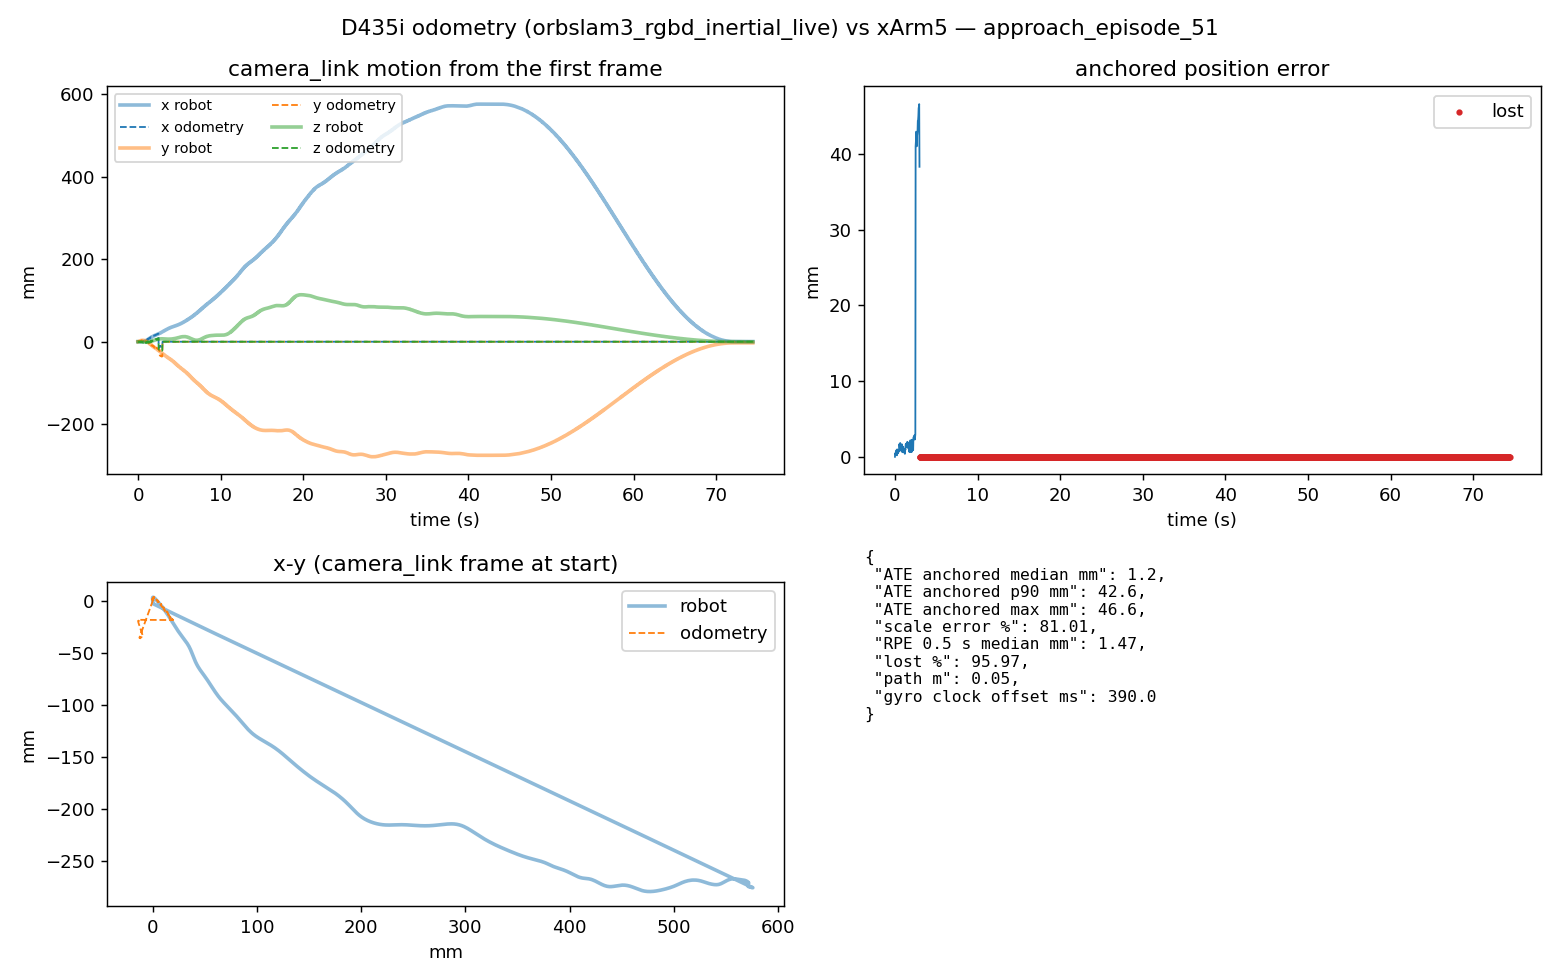 D435i odometry (orbslam3_rgbd_inertial_live) vs xArm5 — approach_episode_51
camera_link motion from the first frame
x robot
x odometry
y robot
y odometry
z robot
z odometry
600
400
200
0
−200
mm
0 10 20 30 40 50 60 70
time (s)
anchored position error
lost
40
30
20
10
0
mm
0 10 20 30 40 50 60 70
time (s)
x-y (camera_link frame at start)
robot
odometry
0
−50
−100
−150
−200
−250
mm
0 100 200 300 400 500 600
mm
{
"ATE anchored median mm": 1.2,
"ATE anchored p90 mm": 42.6,
"ATE anchored max mm": 46.6,
"scale error %": 81.01,
"RPE 0.5 s median mm": 1.47,
"lost %": 95.97,
"path m": 0.05,
"gyro clock offset ms": 390.0
}